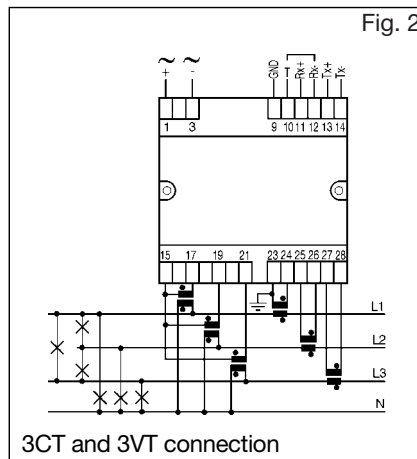 Fig. 2
~ ~
+ -
GND T Rx+ Rx- Tx+ Tx-
1 3 9 10 11 12 13 14
15 17 19 21 23 24 25 26 27 28
L1
L2
L3
N
3CT and 3VT connection